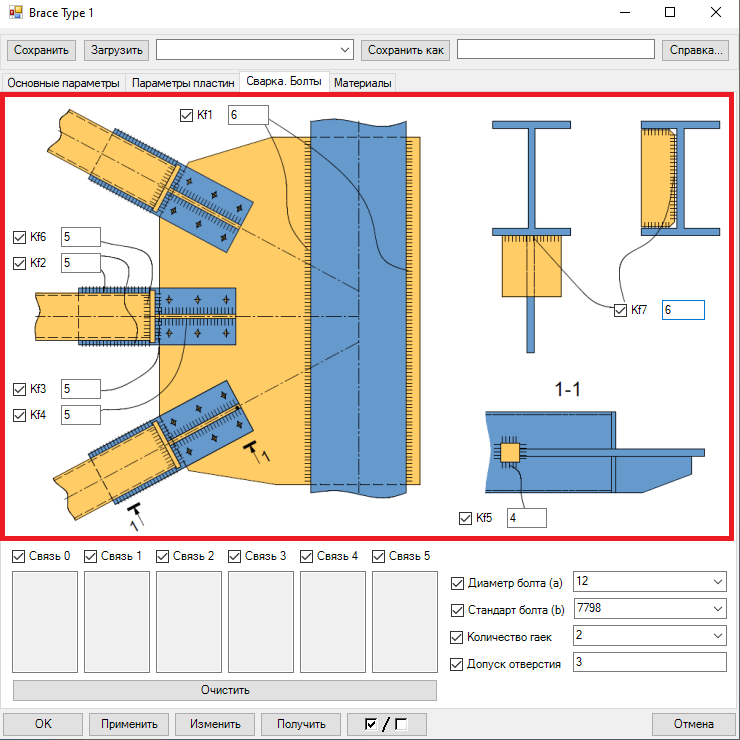 Brace Type 1
Сохранить Загрузить Сохранить как Справка...
Основные параметры Параметры пластин Сварка. Болты Материалы
Kf1 6
Kf6 5
Kf2 5
Kf7 6
1-1
Kf3 5
Kf4 5
1
1
Kf5 4
Связь 0 Связь 1 Связь 2 Связь 3 Связь 4 Связь 5
Диаметр болта (a) 12
Стандарт болта (b) 7798
Количество гаек 2
Допуск отверстия 3
Очистить
OK Применить Изменить Получить / Отмена